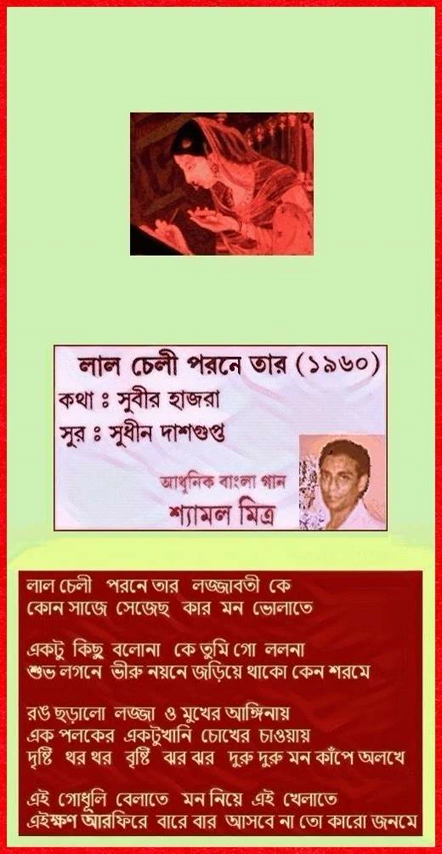 লাল চেলী পরনে তার (১৯৬০)
কথা ঃ সুবীর হাজরা
সুর ঃ সুধীন দাশগুপ্ত
আধুনিক বাংলা গান
শ্যামল মিত্র
লাল চেলী পরনে তার লজ্জাবতী কে
কোন সাজে সেজেছ কার মন ভোলাতে
একটু কিছু বলোনা কে তুমি গো ললনা
শুভ লগনে ভীরু নয়নে জড়িয়ে থাকো কেন শরমে
রঙ ছড়ালো লজ্জা ও মুখের আঙ্গিনায়
এক পলকের একটুখানি চোখের চাওয়ায়
দৃষ্টি থর থর বৃষ্টি ঝর ঝর দুরু দুরু মন কাঁপে অলখে
এই গোধূলি বেলাতে মন নিয়ে এই খেলাতে
এইক্ষণ আরফিরে বারে বার আসবে না তো কারো জনমে